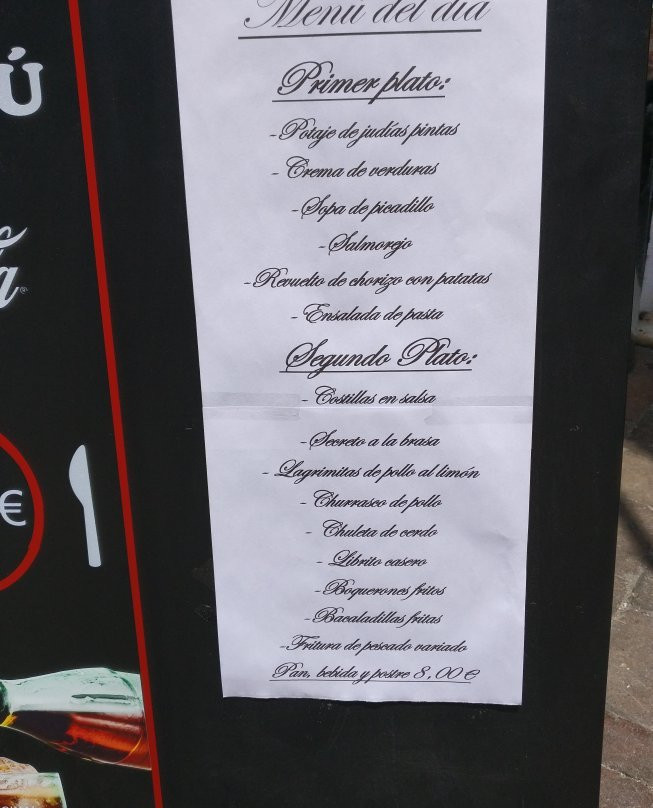 Menú del día
Primer plato:
-Potaje de judías pintas
- Crema de verduras
-Sopa de picadillo
-Salmorejo
-Revuelto de chorizo con patatas
- Ensalada de pasta
Segundo Plato:
- Costillas en salsa
-Secreto a la brasa
- Lagrimitas de pollo al limón
- Churrasco de pollo
- Chuleta de cerdo
- Librito casero
-Boquerones fritos
-Bacaladillas fritas
-Fritura de pescado variado
Pan, bebida y postre 8,00 €
Ú
a
€